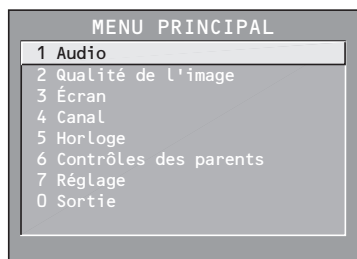 MENU PRINCIPAL
1 Audio
2 Qualité de l'image
3 Écran
4 Canal
5 Horloge
6 Contrôles des parents
7 Réglage
0 Sortie